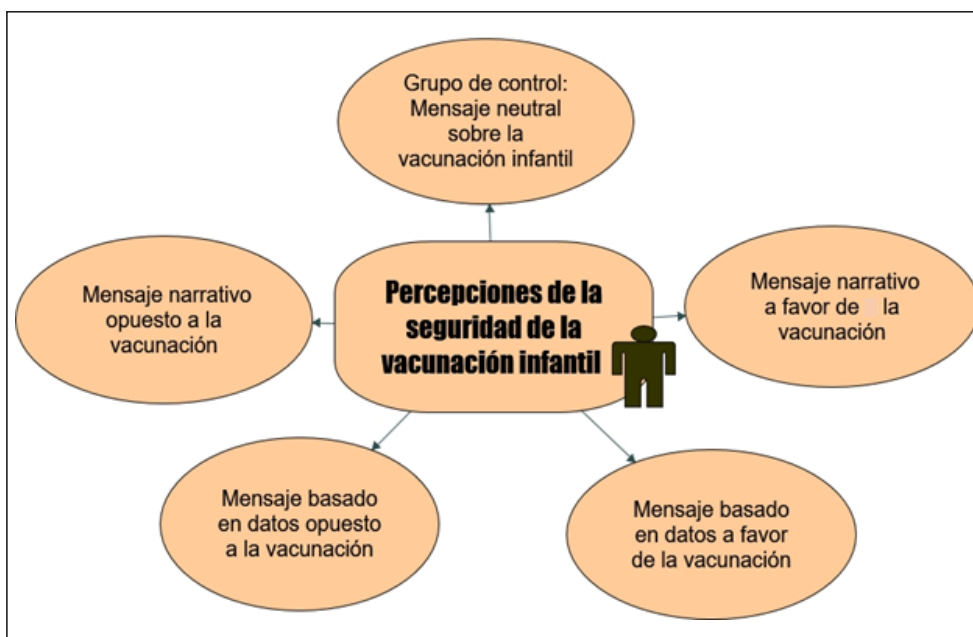 Grupo de control:
Mensaje neutral
sobre la
vacunación infantil
Mensaje narrativo
opuesto a la
vacunación
Percepciones de la
seguridad de la
vacunación infantil
Mensaje narrativo
a favor de la
vacunación
Mensaje basado
en datos opuesto
a la vacunación
Mensaje basado
en datos a favor
de la vacunación